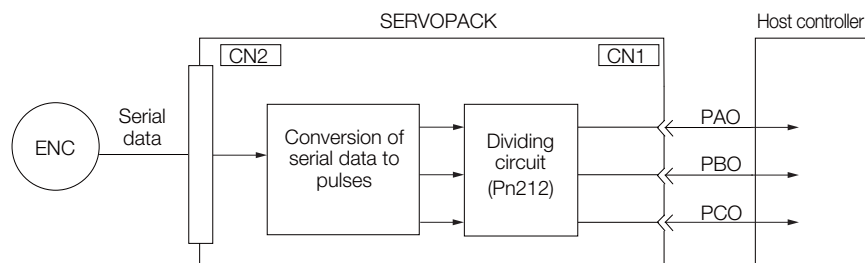 SERVOPACK
Host controller
CN2
CN1
ENC
Serial
data
Conversion of
serial data to
pulses
Dividing
circuit
(Pn212)
PAO
PBO
PCO